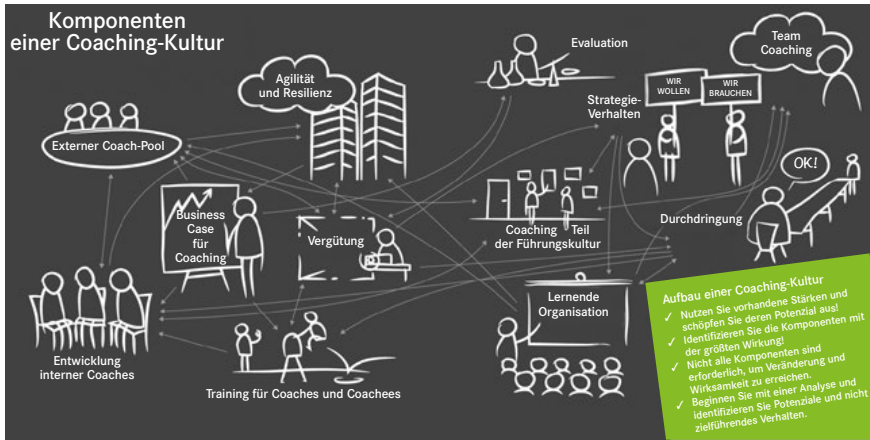 Komponenten
einer Coaching-Kultur
Agilität
und Resilienz
Evaluation
Team
Coaching
Strategie-
Verhalten
WIR
WOLLEN
WIR
BRAUCHEN
Externer Coach-Pool
OK!
Business
Case
für
Coaching
Vergütung
Coaching Teil
der Führungskultur
Durchdringung
Lernende
Organisation
Entwicklung
interner Coaches
Training für Coaches und Coachees
Aufbau einer Coaching-Kultur
✓ Nutzen Sie vorhandene Stärken und
schöpfen Sie deren Potenzial aus!
✓ Identifizieren Sie die Komponenten mit
der größten Wirkung!
✓ Nicht alle Komponenten sind
erforderlich, um Veränderung und
Wirksamkeit zu erreichen.
✓ Beginnen Sie mit einer Analyse und
identifizieren Sie Potenziale und nicht
zielführendes Verhalten.